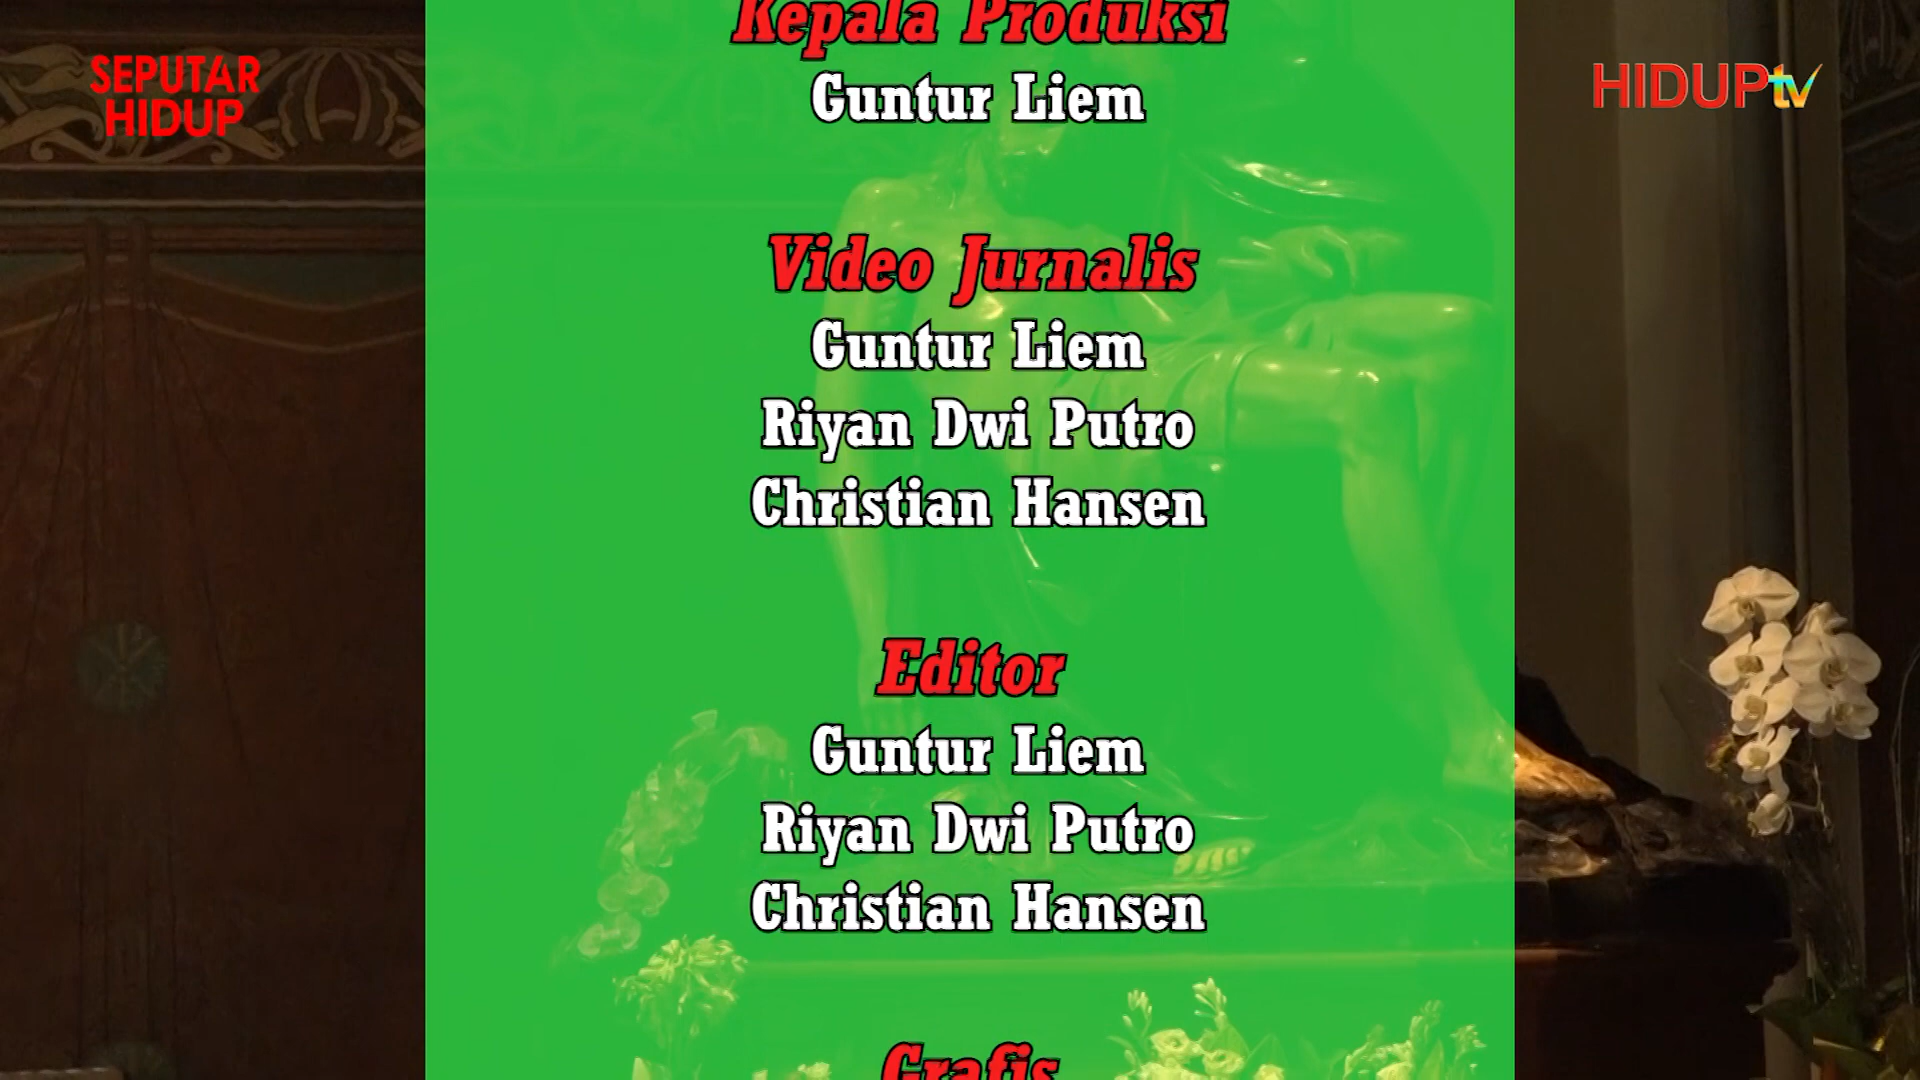 SEPUTAR
HIDUP
HIDUPtv
Kepala Produksi
Guntur Liem
Video Jurnalis
Guntur Liem
Riyan Dwi Putro
Christian Hansen
Editor
Guntur Liem
Riyan Dwi Putro
Christian Hansen
Grafis